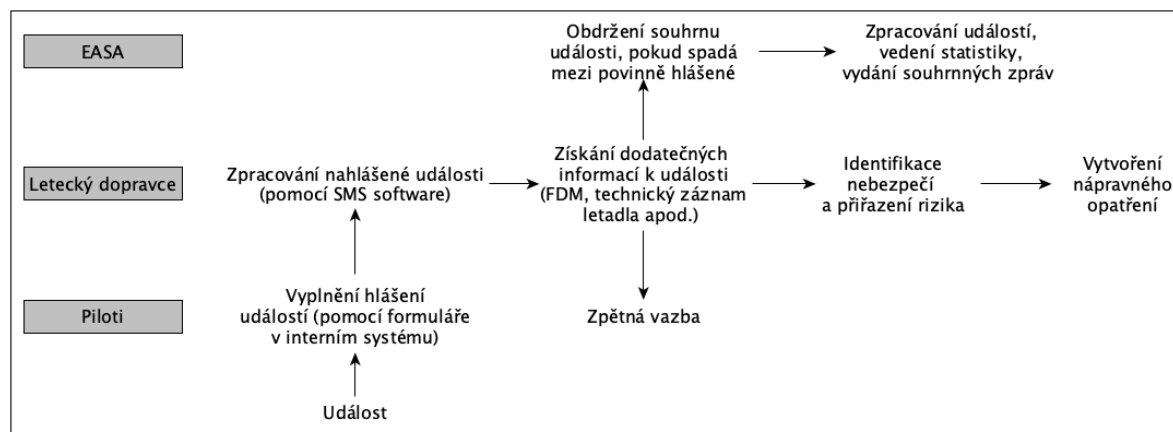 EASA
Obdržení souhrnu
události, pokud spadá
mezi povinně hlášené
Zpracování událostí,
vedení statistiky,
vydání souhrnných zpráv
Letecký dopravce
Zpracování nahlášené události
(pomocí SMS software)
Získání dodatečných
informací k události
(FDM, technický záznam
letadla apod.)
Identifikace
nebezpečí
a přiřazení rizika
Vytvoření
nápravného
opatření
Piloti
Vyplnění hlášení
událostí (pomocí formuláře
v interním systému)
Zpětná vazba
Událost